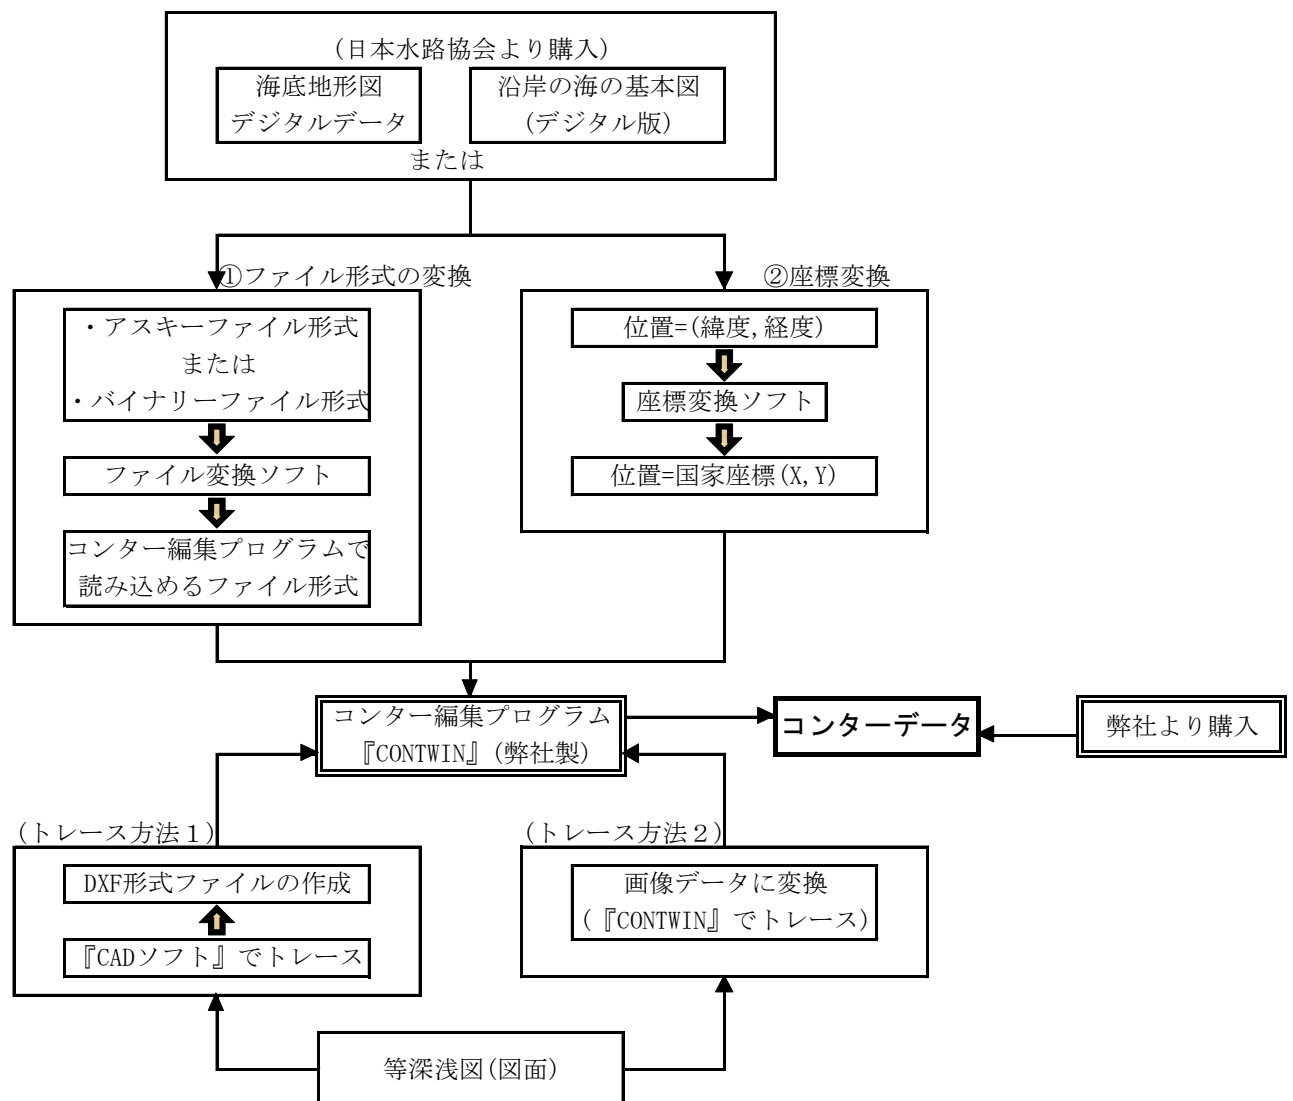 (日本水路協会より購入)
海底地形図
デジタルデータ
沿岸の海の基本図
(デジタル版)
または
①ファイル形式の変換
・アスキーファイル形式
または
・バイナリーファイル形式
ファイル変換ソフト
コンター編集プログラムで
読み込めるファイル形式
②座標変換
位置=(緯度,経度)
座標変換ソフト
位置=国家座標(X,Y)
コンター編集プログラム
『CONTWIN』(弊社製)
コンターデータ
弊社より購入
(トレース方法１)
DXF形式ファイルの作成
『CADソフト』でトレース
(トレース方法２)
画像データに変換
(『CONTWIN』でトレース)
等深浅図(図面)